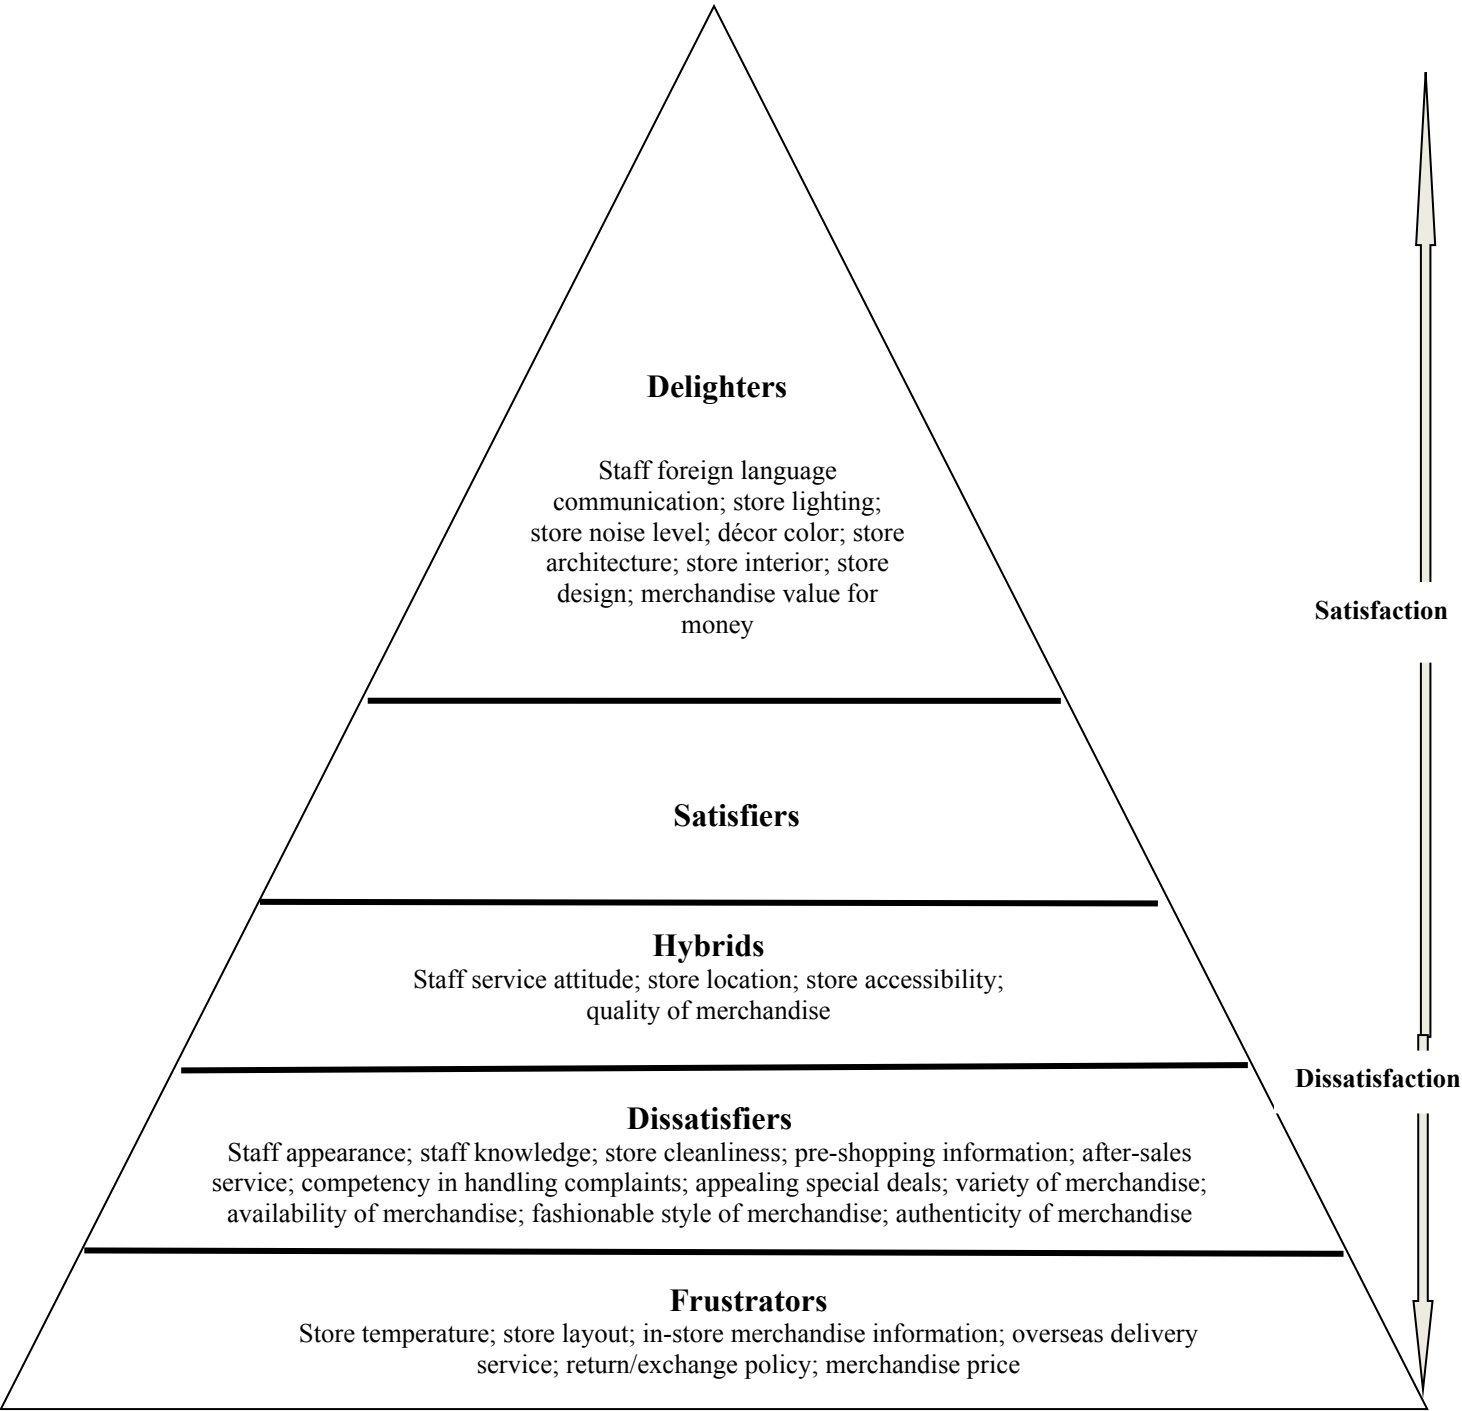 Delighters
Staff foreign language
communication; store lighting;
store noise level; décor color; store
architecture; store interior; store
design; merchandise value for
money
Satisfaction
Satisfiers
Hybrids
Staff service attitude; store location; store accessibility;
quality of merchandise
Dissatisfaction
Dissatisfiers
Staff appearance; staff knowledge; store cleanliness; pre-shopping information; after-sales
service; competency in handling complaints; appealing special deals; variety of merchandise;
availability of merchandise; fashionable style of merchandise; authenticity of merchandise
Frustrators
Store temperature; store layout; in-store merchandise information; overseas delivery
service; return/exchange policy; merchandise price